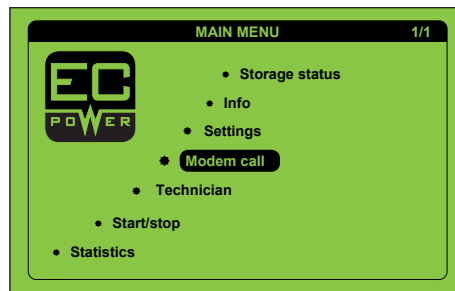 MAIN MENU 1/1
EC
POWER
Storage status
Info
Settings
Modem call
Technician
Start/stop
Statistics